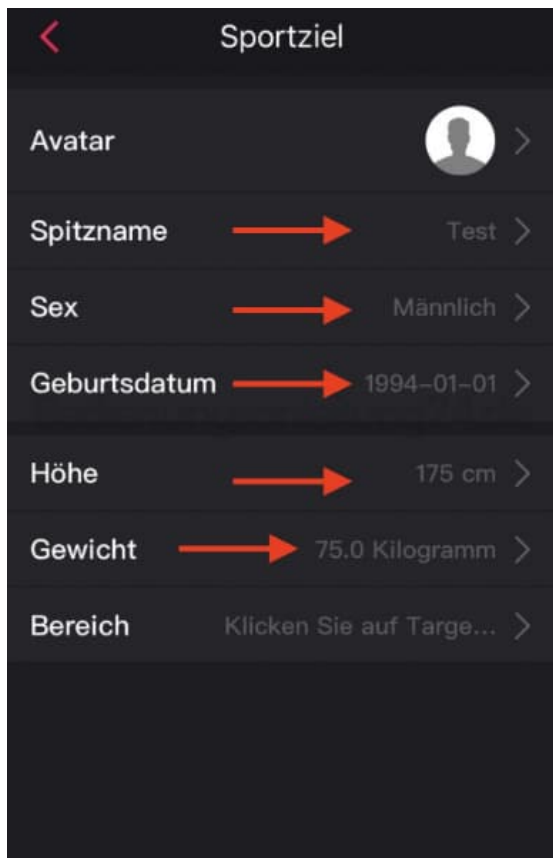 Sportziel
Avatar
Spitzname Test
Sex Männlich
Geburtsdatum 1994-01-01
Höhe 175 cm
Gewicht 75.0 Kilogramm
Bereich Klicken Sie auf Targe...